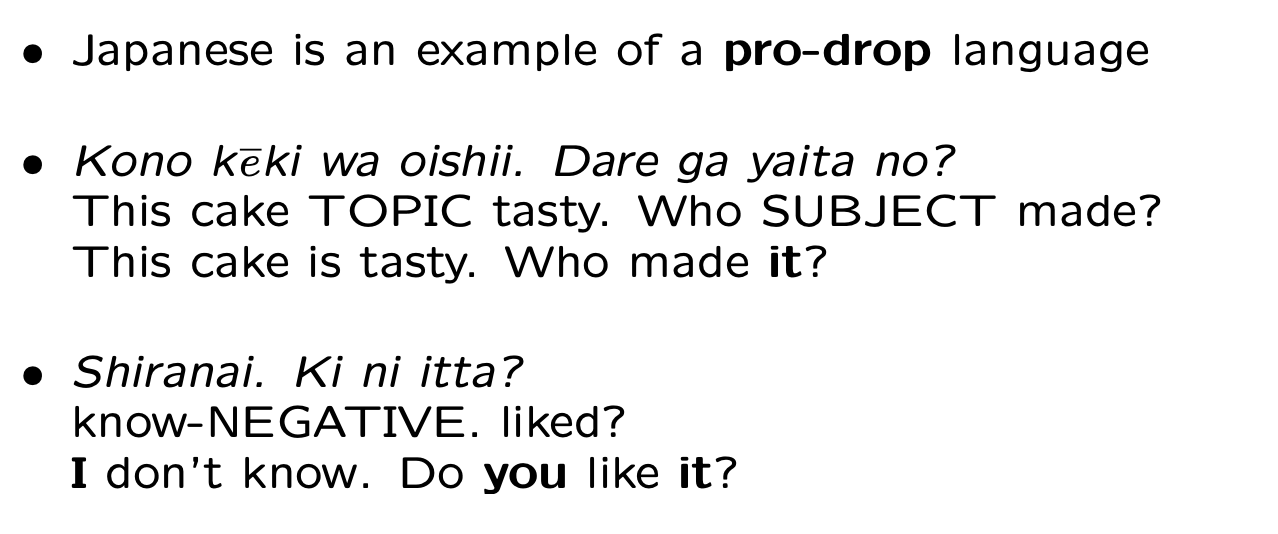 • Japanese is an example of a pro-drop language
• Kono kēki wa oishii. Dare ga yaita no?
This cake TOPIC tasty. Who SUBJECT made?
This cake is tasty. Who made it?
• Shiranai. Ki ni itta?
know-NEGATIVE. liked?
I don't know. Do you like it?